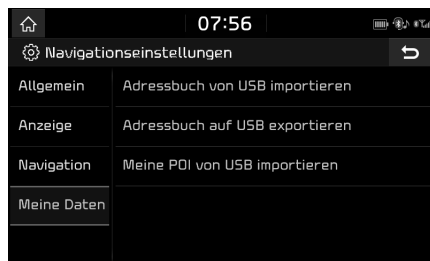 07:56
Navigationseinstellungen
Allgemein
Adressbuch von USB importieren
Anzeige
Adressbuch auf USB exportieren
Navigation
Meine POI von USB importieren
Meine Daten